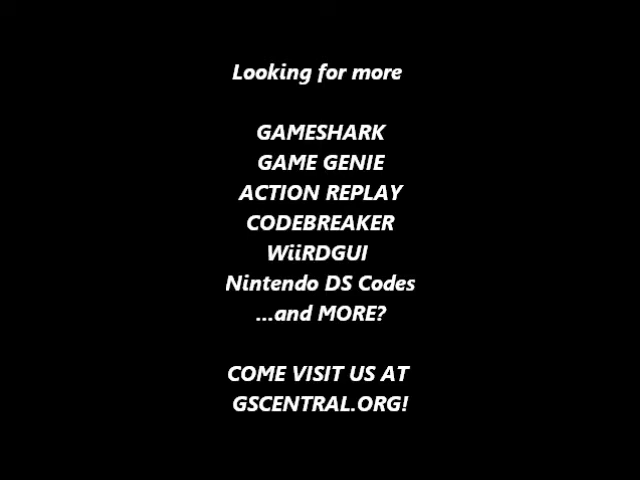 Looking for more
GAMESHARK
GAME GENIE
ACTION REPLAY
CODEBREAKER
WiiRDGUI
Nintendo DS Codes
...and MORE?
COME VISIT US AT
GSCENTRAL.ORG!